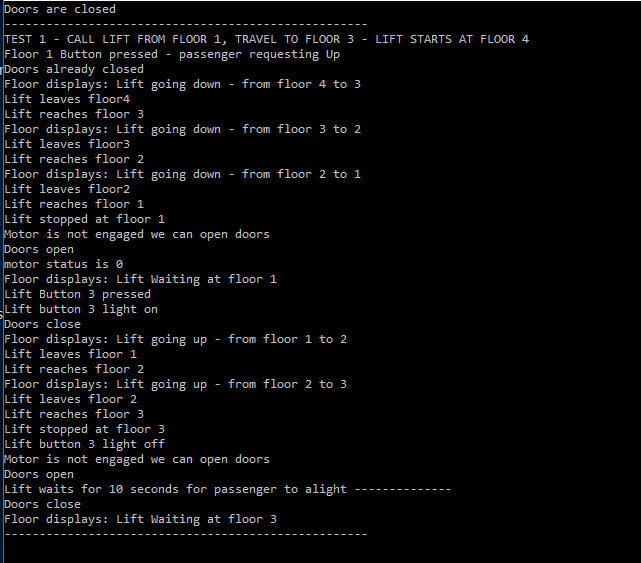 Doors are closed
----------------------------------------------------
TEST 1 - CALL LIFT FROM FLOOR 1, TRAVEL TO FLOOR 3 - LIFT STARTS AT FLOOR 4
Floor 1 Button pressed - passenger requesting Up
Doors already closed
Floor displays: Lift going down - from floor 4 to 3
Lift leaves floor4
Lift reaches floor 3
Floor displays: Lift going down - from floor 3 to 2
Lift leaves floor3
Lift reaches floor 2
Floor displays: Lift going down - from floor 2 to 1
Lift leaves floor2
Lift reaches floor 1
Lift stopped at floor 1
Motor is not engaged we can open doors
Doors open
motor status is 0
Floor displays: Lift Waiting at floor 1
Lift Button 3 pressed
Lift button 3 light on
Doors close
Floor displays: Lift going up - from floor 1 to 2
Lift leaves floor 1
Lift reaches floor 2
Floor displays: Lift going up - from floor 2 to 3
Lift leaves floor 2
Lift reaches floor 3
Lift stopped at floor 3
Lift button 3 light off
Motor is not engaged we can open doors
Doors open
Lift waits for 10 seconds for passenger to alight --------------
Doors close
Floor displays: Lift Waiting at floor 3
----------------------------------------------------